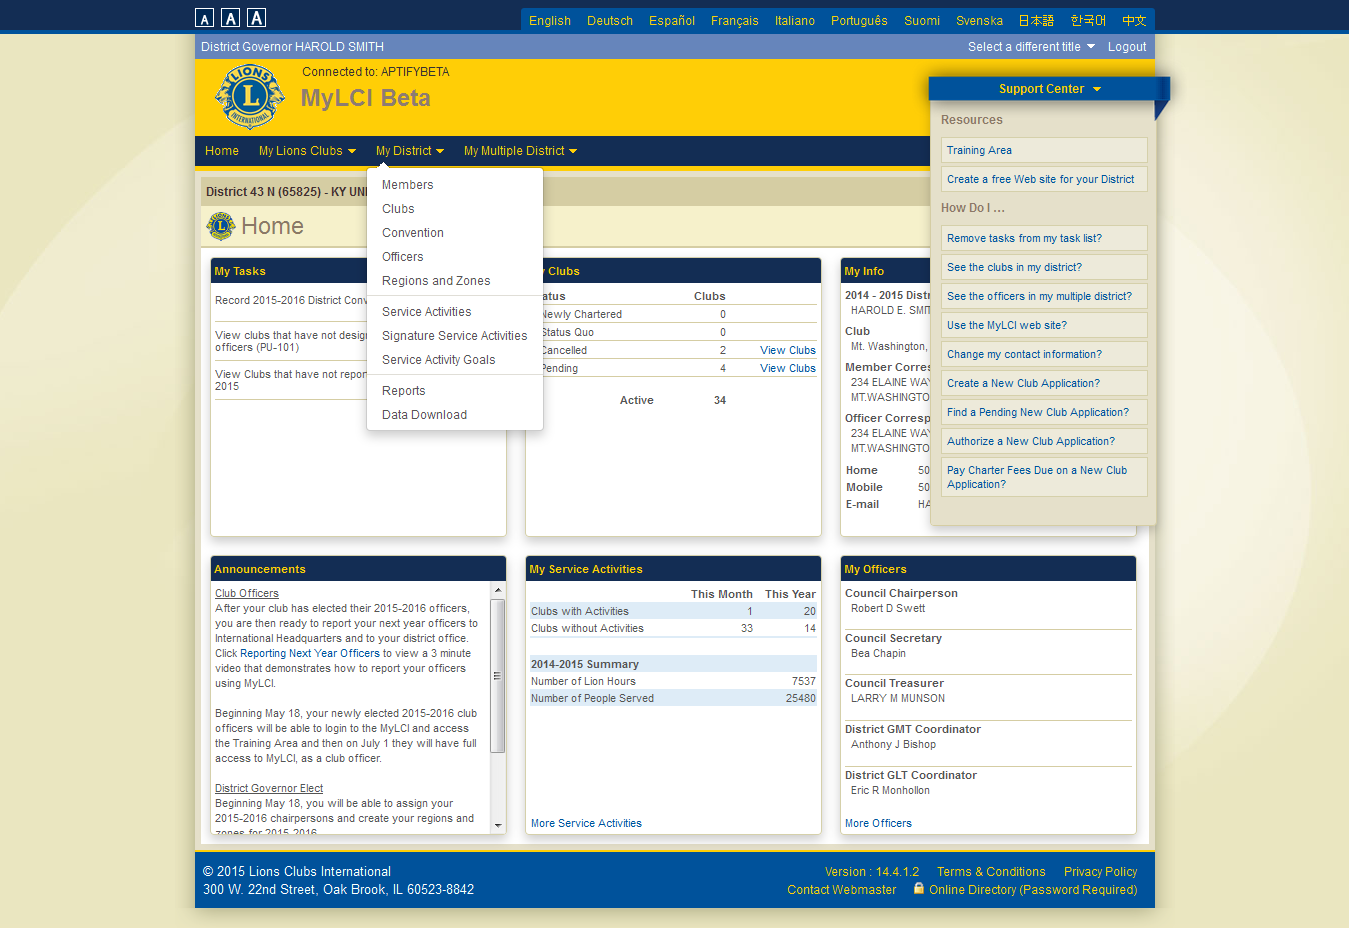 A A A
English Deutsch Español Français Italiano Português Suomi Svenska 日本語 한국어 中文
District Governor HAROLD SMITH
Select a different title Logout
LIONS
L
INTERNATIONAL
Connected to: APTIFYBETA
MyLCI Beta
Support Center
Home My Lions Clubs My District My Multiple District
Resources
Training Area
Create a free Web site for your District
How Do I ...
Remove tasks from my task list?
See the clubs in my district?
See the officers in my multiple district?
Use the MyLCI web site?
Change my contact information?
Create a New Club Application?
Find a Pending New Club Application?
Authorize a New Club Application?
Pay Charter Fees Due on a New Club
Application?
Members
Clubs
Convention
Officers
Regions and Zones
Service Activities
Signature Service Activities
Service Activity Goals
Reports
Data Download
District 43 N (65825) - KY UN
Home
My Tasks
Record 2015-2016 District Conv
View clubs that have not desig
officers (PU-101)
View Clubs that have not repor
2015
Clubs
atus Clubs
Newly Chartered 0
Status Quo 0
Cancelled 2 View Clubs
Pending 4 View Clubs
Active 34
My Info
2014 - 2015 Distr
HAROLD E. SMI
Club
Mt. Washington,
Member Corres
234 ELAINE WAY
MT.WASHINGTO
Officer Corresp
234 ELAINE WAY
MT.WASHINGTO
Home 50
Mobile 50
E-mail HA
Announcements
Club Officers
After your club has elected their 2015-2016 officers,
you are then ready to report your next year officers to
International Headquarters and to your district office.
Click Reporting Next Year Officers to view a 3 minute
video that demonstrates how to report your officers
using MyLCI.
Beginning May 18, your newly elected 2015-2016 club
officers will be able to login to the MyLCI and access
the Training Area and then on July 1 they will have full
access to MyLCI, as a club officer.
District Governor Elect
Beginning May 18, you will be able to assign your
2015-2016 chairpersons and create your regions and
zones for 2015-2016
My Service Activities
This Month This Year
Clubs with Activities 1 20
Clubs without Activities 33 14
2014-2015 Summary
Number of Lion Hours 7537
Number of People Served 25480
More Service Activities
My Officers
Council Chairperson
Robert D Swett
Council Secretary
Bea Chapin
Council Treasurer
LARRY M MUNSON
District GMT Coordinator
Anthony J Bishop
District GLT Coordinator
Eric R Monhollon
More Officers
© 2015 Lions Clubs International
300 W. 22nd Street, Oak Brook, IL 60523-8842
Version : 14.4.1.2 Terms & Conditions Privacy Policy
Contact Webmaster Online Directory (Password Required)